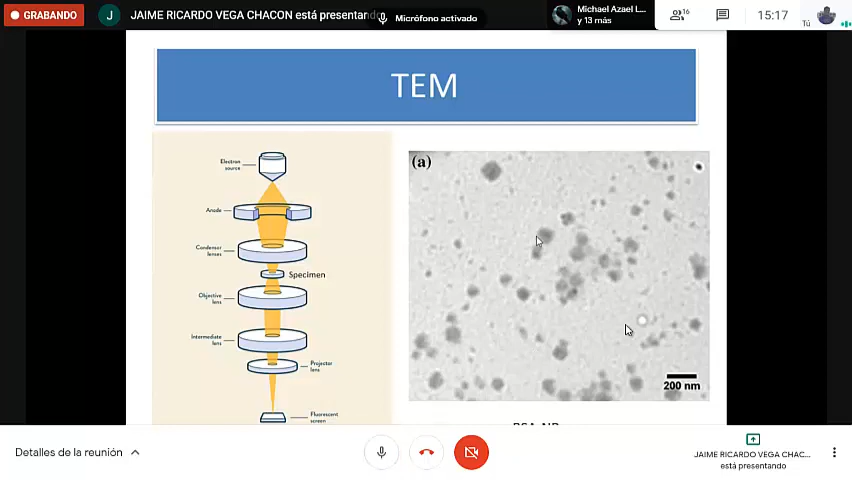 GRABANDO
J
JAIME RICARDO VEGA CHACON está presentando
Micrófono activado
Michael Azael L...
y 13 más
16
15:17
Tú
TEM
Electron
source
Anode
Condensor
lenses
Specimen
Objective
lens
Intermediate
lens
Projector
lens
Fluorescent
screen
(a)
200 nm
Detalles de la reunión
JAIME RICARDO VEGA CHAC...
está presentando